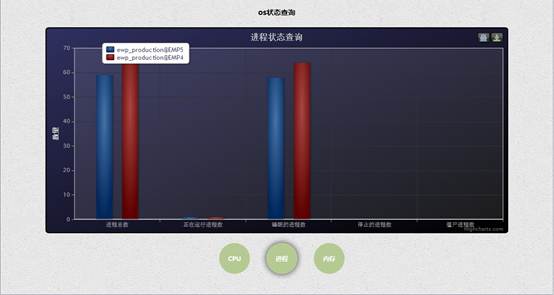 os状态查询
进程状态查询
ewp_production@EMP5
ewp_production@EMP4
70
60
50
40
30
20
10
0
数量
进程总数 正在运行进程数 睡眠的进程数 停止的进程数 僵尸进程数
Highcharts.com
CPU 进程 内存